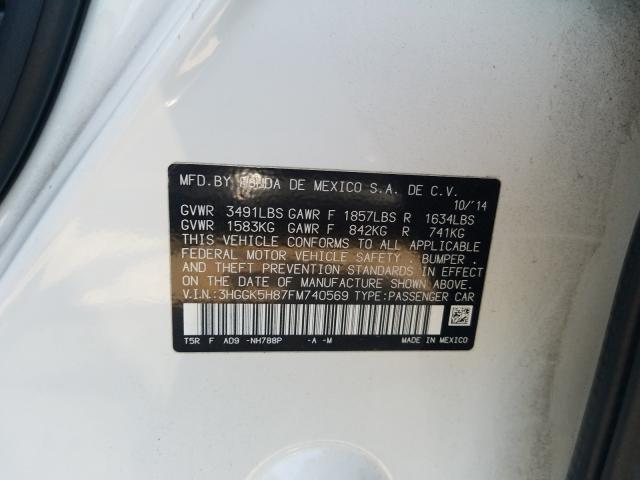 MFD.BY HONDA DE MEXICO S.A. DE C.V.
10/'14
GVWR 3491LBS GAWR F 1857LBS R 1634LBS
GVWR 1583KG GAWR F 842KG R 741KG
THIS VEHICLE CONFORMS TO ALL APPLICABLE
FEDERAL MOTOR VEHICLE SAFETY , BUMPER ,
AND THEFT PREVENTION STANDARDS IN EFFECT
ON THE DATE OF MANUFACTURE SHOWN ABOVE.
V.I.N.:3HGGK5H87FM740569 TYPE:PASSENGER CAR
T5R F AD9 -NH788P -A -M MADE IN MEXICO